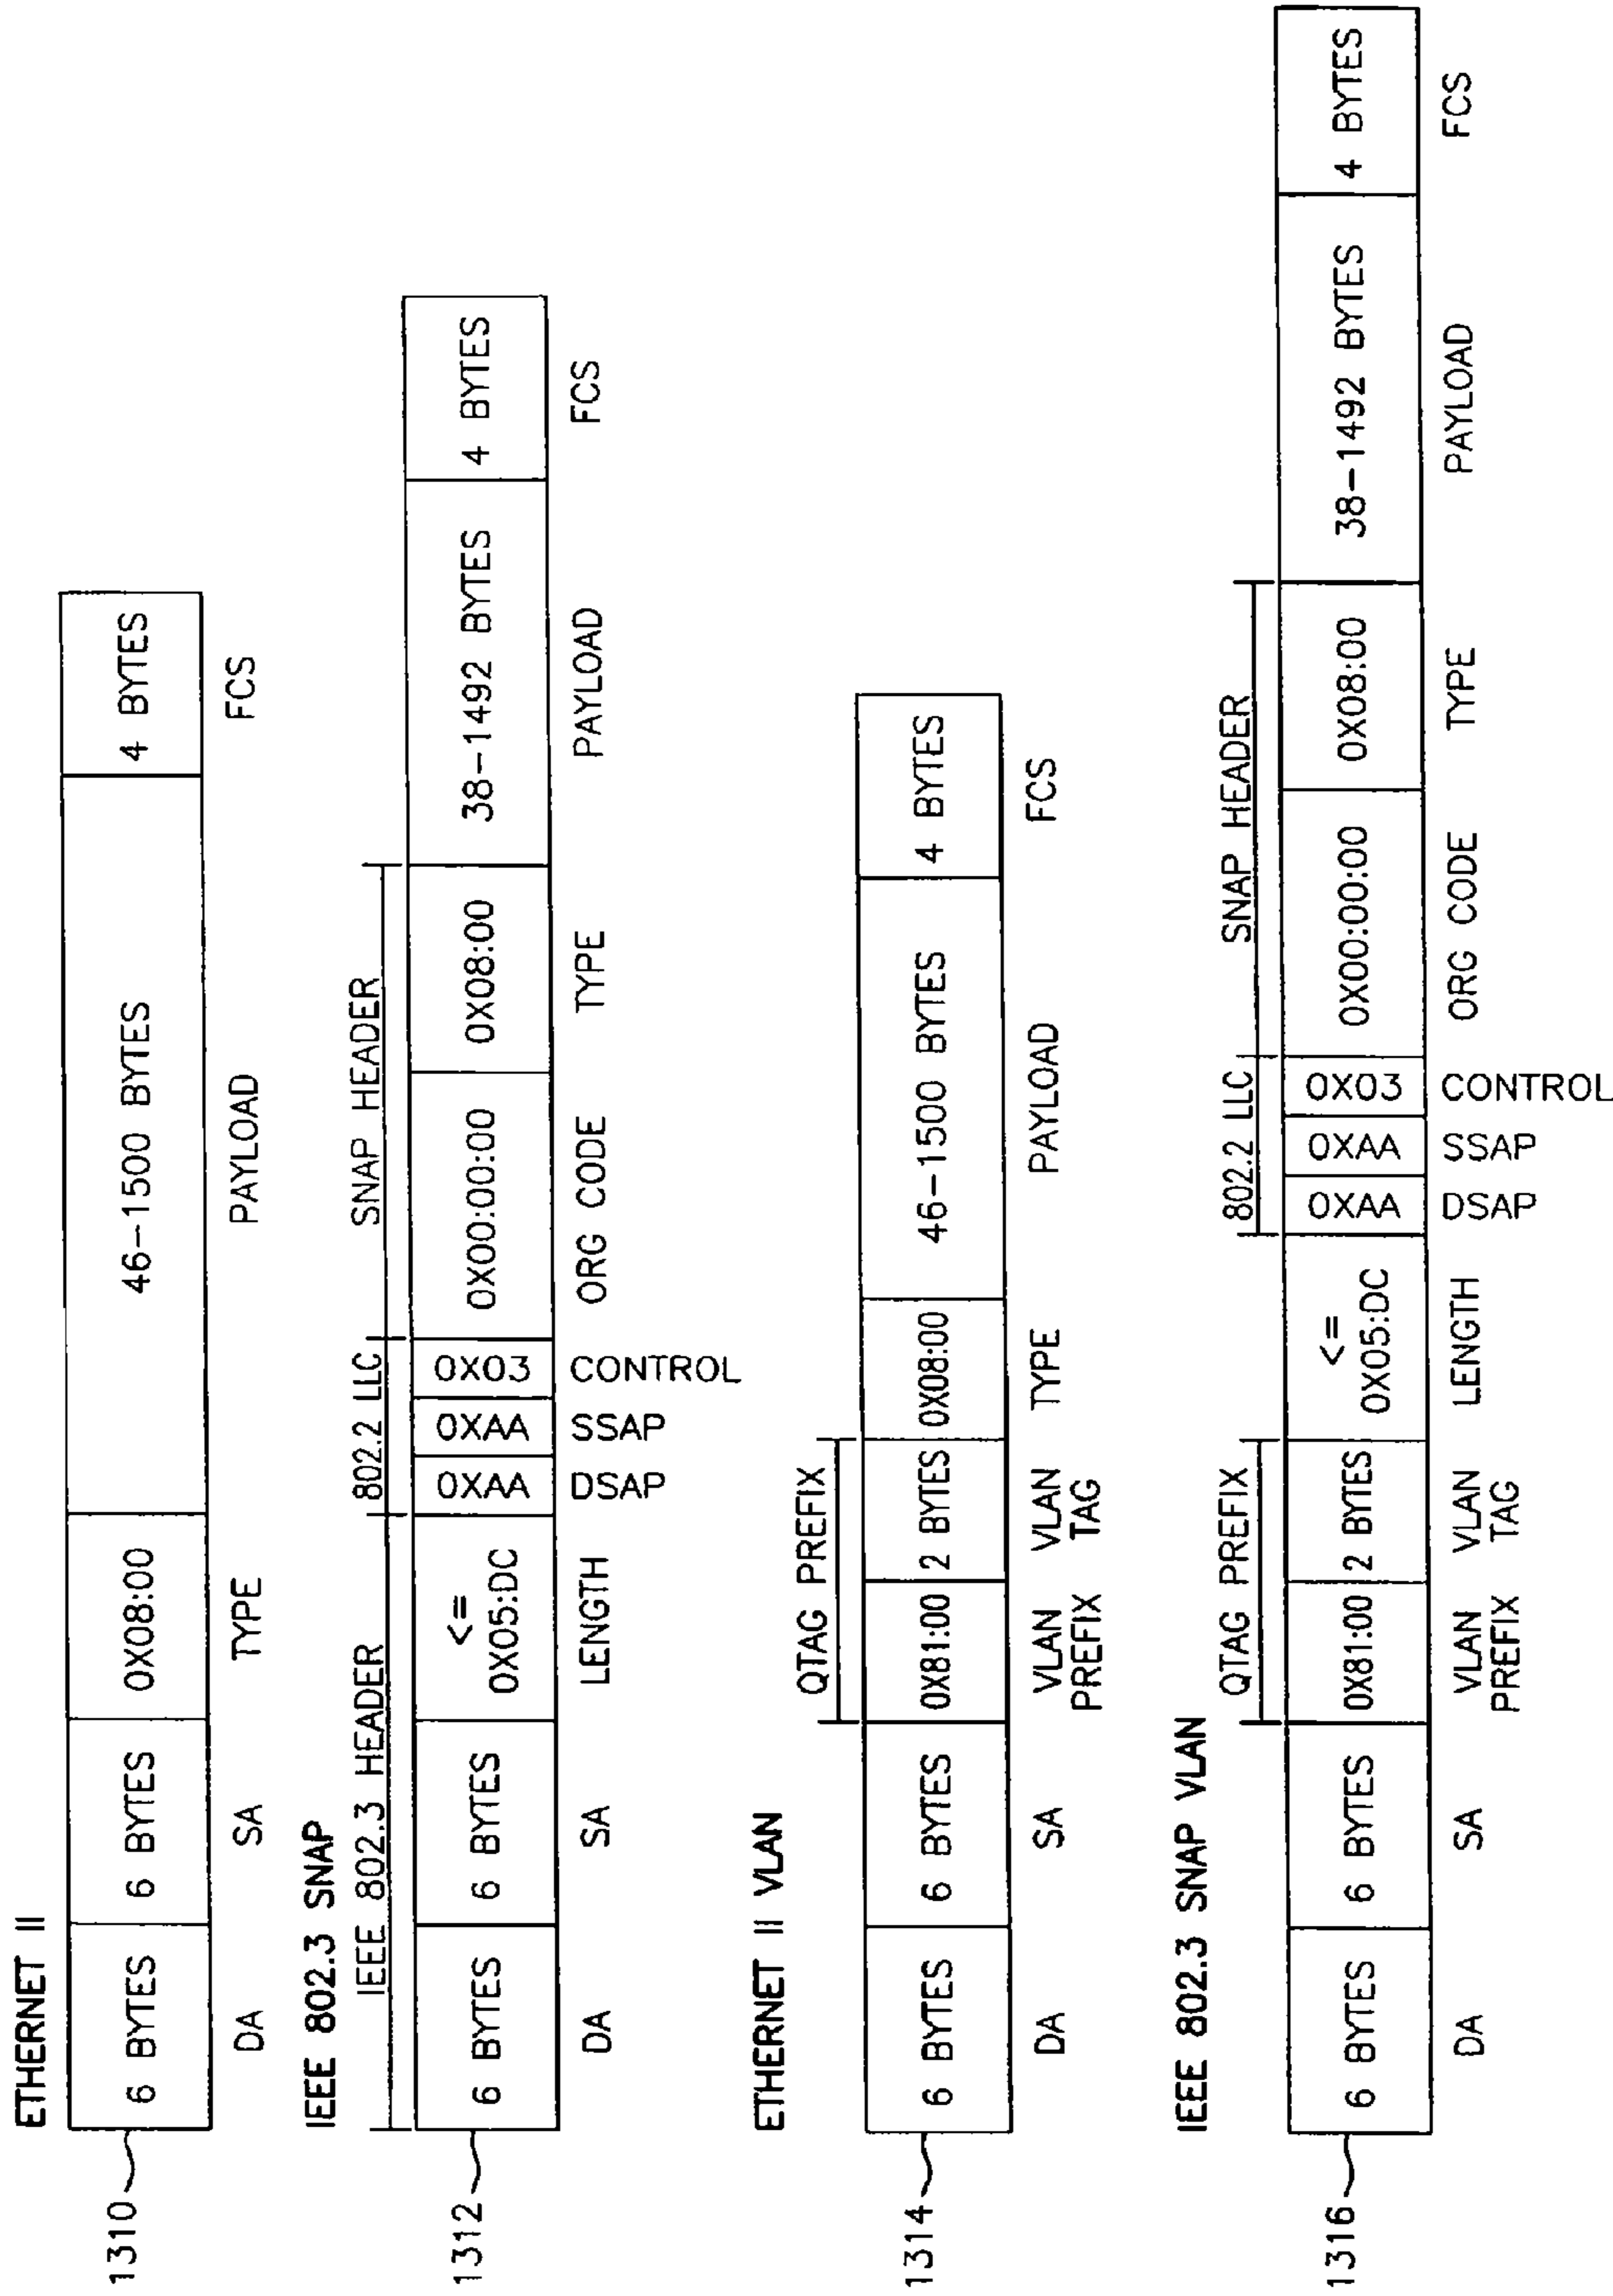 ETHERNET II
1310
6 BYTES 6 BYTES 0X08:00 46-1500 BYTES 4 BYTES
DA SA TYPE PAYLOAD FCS
IEEE 802.3 SNAP
IEEE 802.3 HEADER 802.2 LLC SNAP HEADER
1312
6 BYTES 6 BYTES <= 0X05:DC 0XAA 0XAA 0X03 0X00:00:00 0X08:00 38-1492 BYTES 4 BYTES
DA SA LENGTH DSAP SSAP CONTROL ORG CODE TYPE PAYLOAD FCS
ETHERNET II VLAN
QTAG PREFIX
1314
6 BYTES 6 BYTES 0X81:00 2 BYTES 0X08:00 46-1500 BYTES 4 BYTES
DA SA VLAN PREFIX VLAN TAG TYPE PAYLOAD FCS
IEEE 802.3 SNAP VLAN
QTAG PREFIX 802.2 LLC SNAP HEADER
1316
6 BYTES 6 BYTES 0X81:00 2 BYTES <= 0X05:DC 0XAA 0XAA 0X03 0X00:00:00 0X08:00 38-1492 BYTES 4 BYTES
DA SA VLAN PREFIX VLAN TAG LENGTH DSAP SSAP CONTROL ORG CODE TYPE PAYLOAD FCS